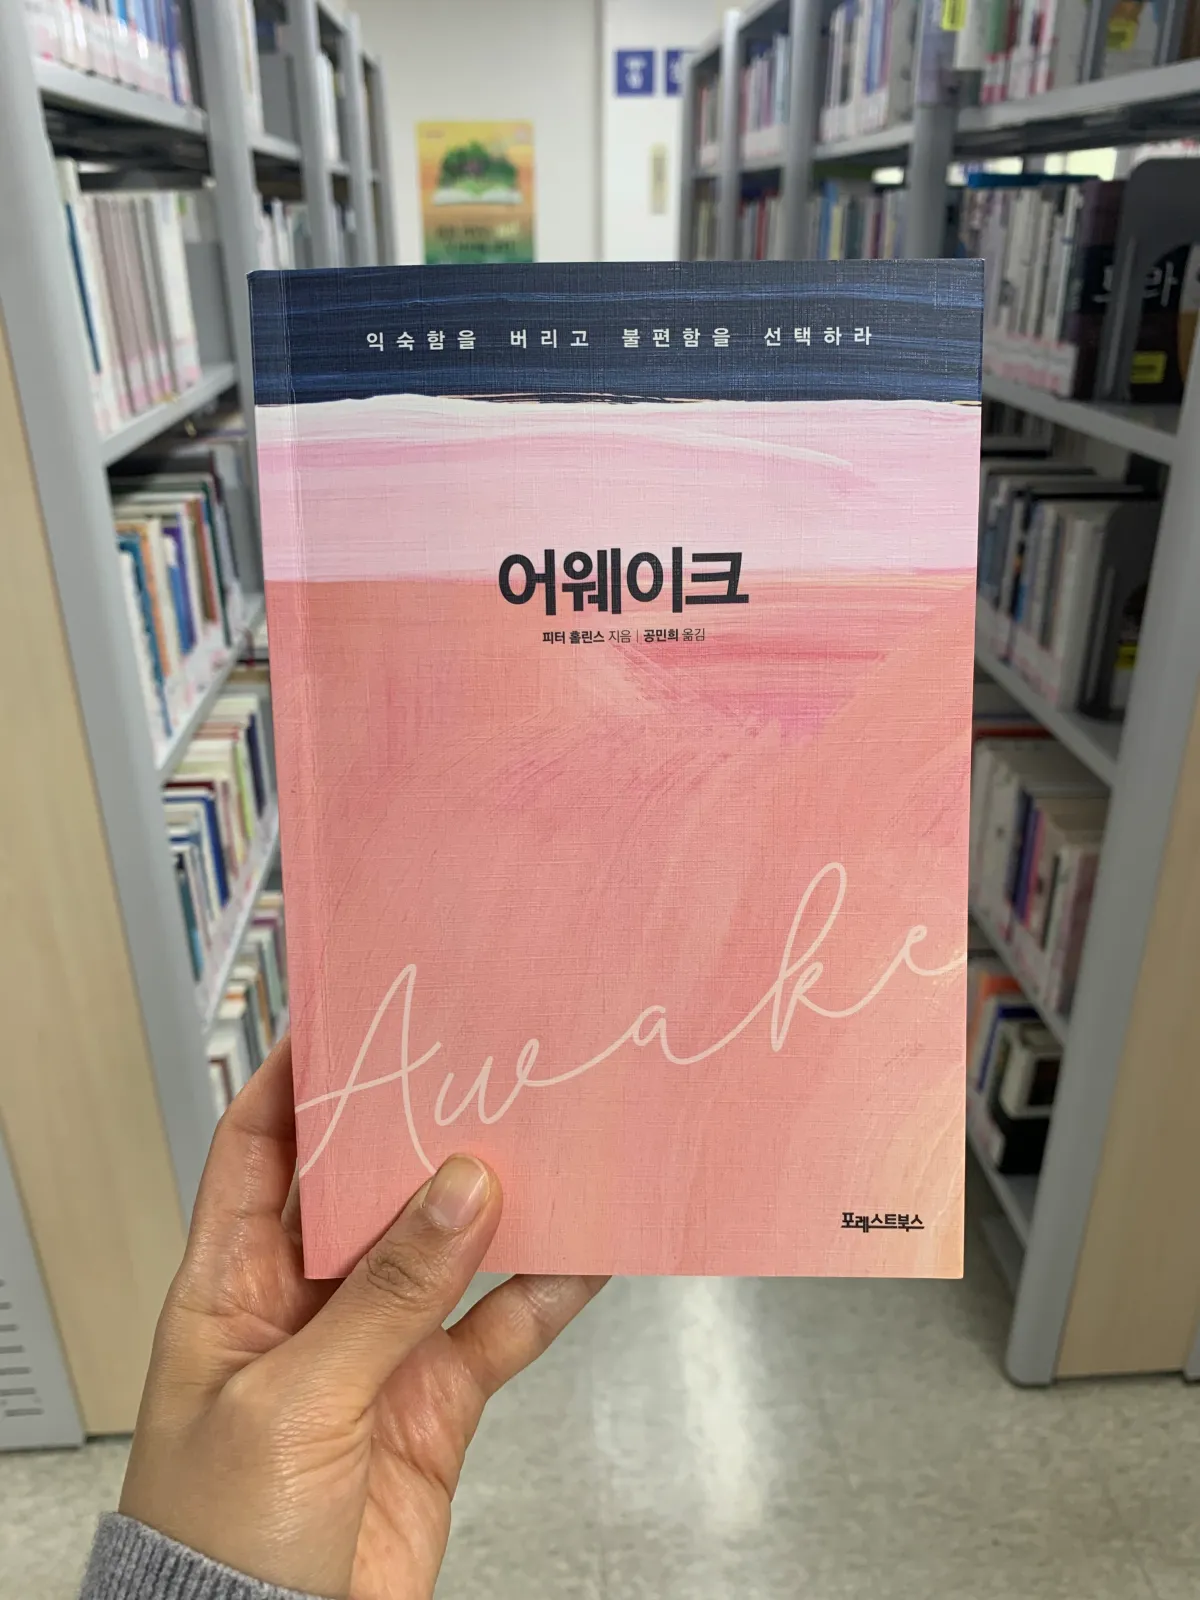 익숙함을 버리고 불편함을 선택하라
어웨이크
피터 홀린스 지음 | 공민희 옮김
Awake
포레스트북스